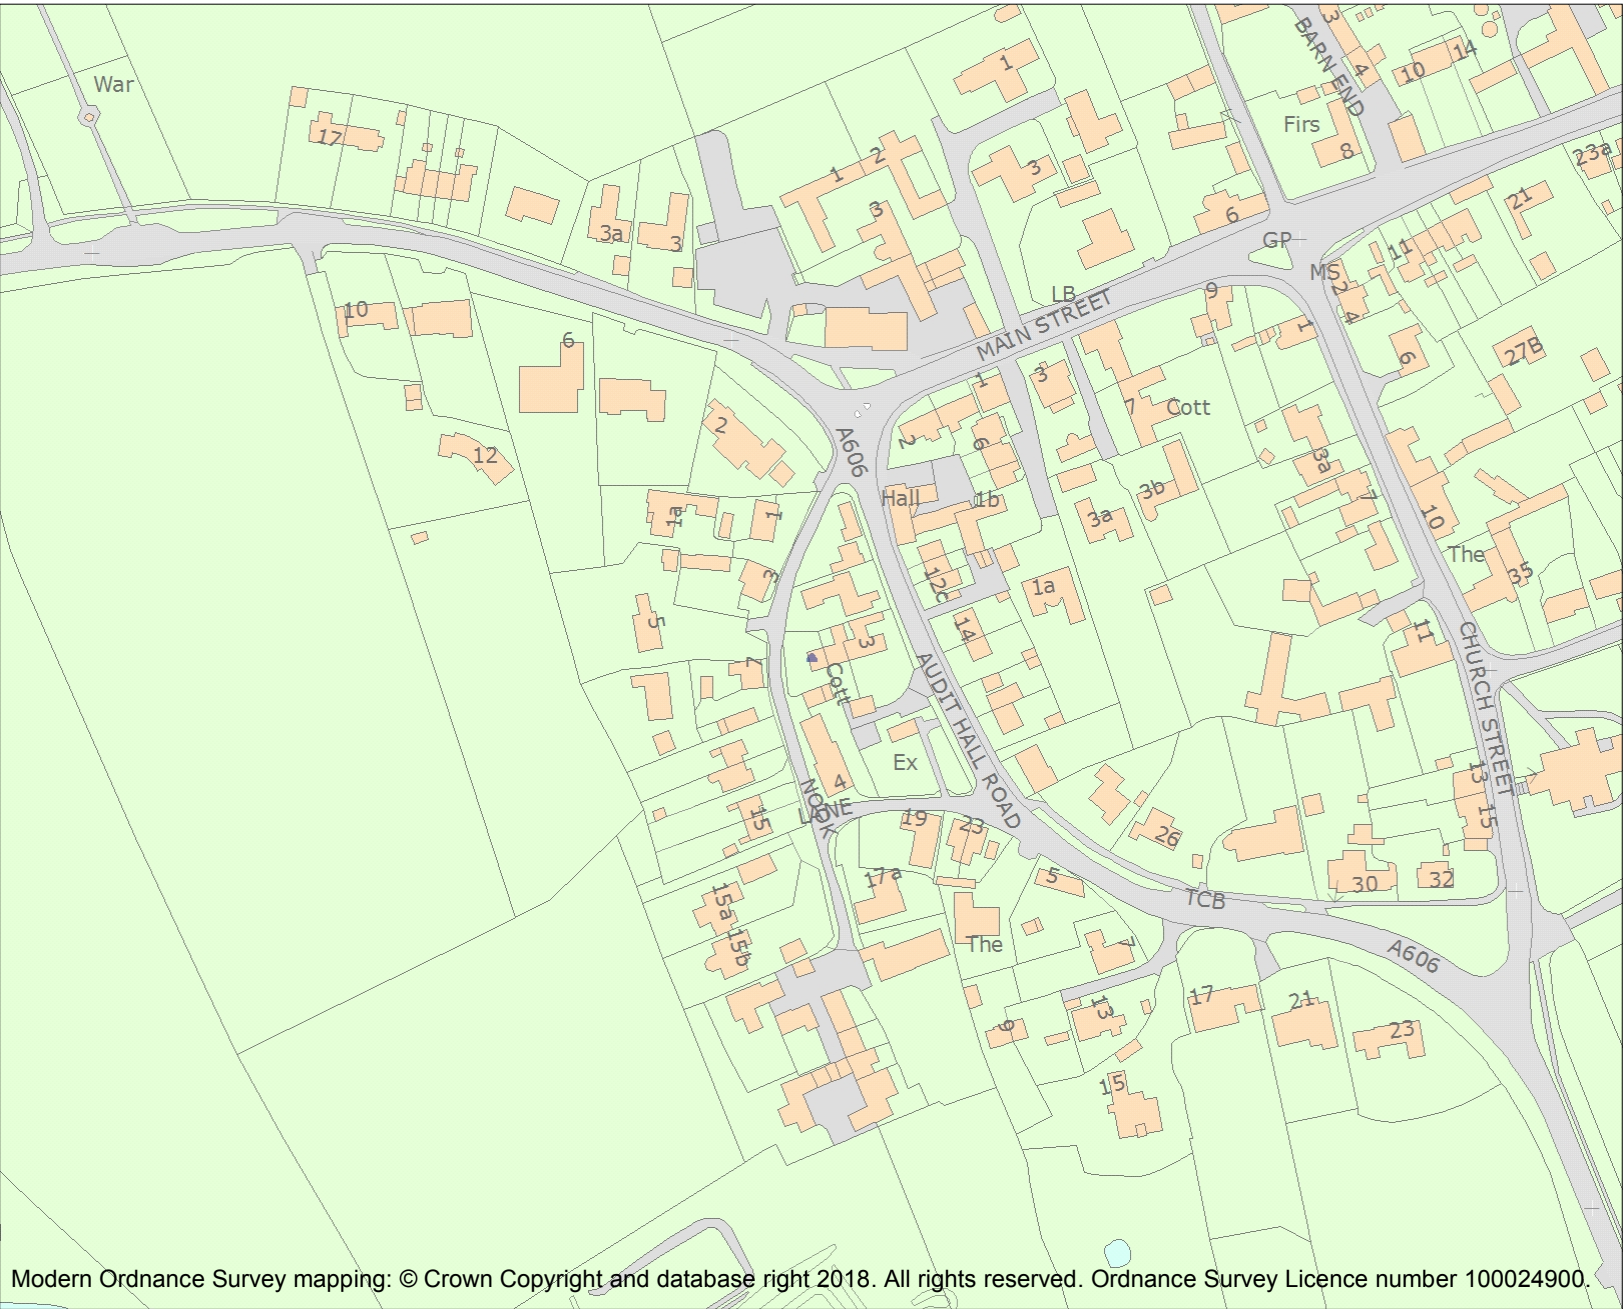 War
17
3a
3
1
2
3
1
3
6
BARN END
3
4
10
14
Firs
8
23a
21
11
GP
MS
2
4
6
27B
10
6
12
2
LB
MAIN STREET
9
1
1
3
7
Cott
A606
2
6
Hall
1b
3a
3b
3a
7
10
The
35
1a
1
3
5
7
12c
1a
14
3
Cott
11
CHURCH STREET
AUDIT HALL ROAD
Ex
4
NOOK
LANE
15
19
23
17a
26
13
15
30
32
TCB
5
7
The
15a
15b
A606
9
13
17
21
23
15
Modern Ordnance Survey mapping: © Crown Copyright and database right 2018. All rights reserved. Ordnance Survey Licence number 100024900.